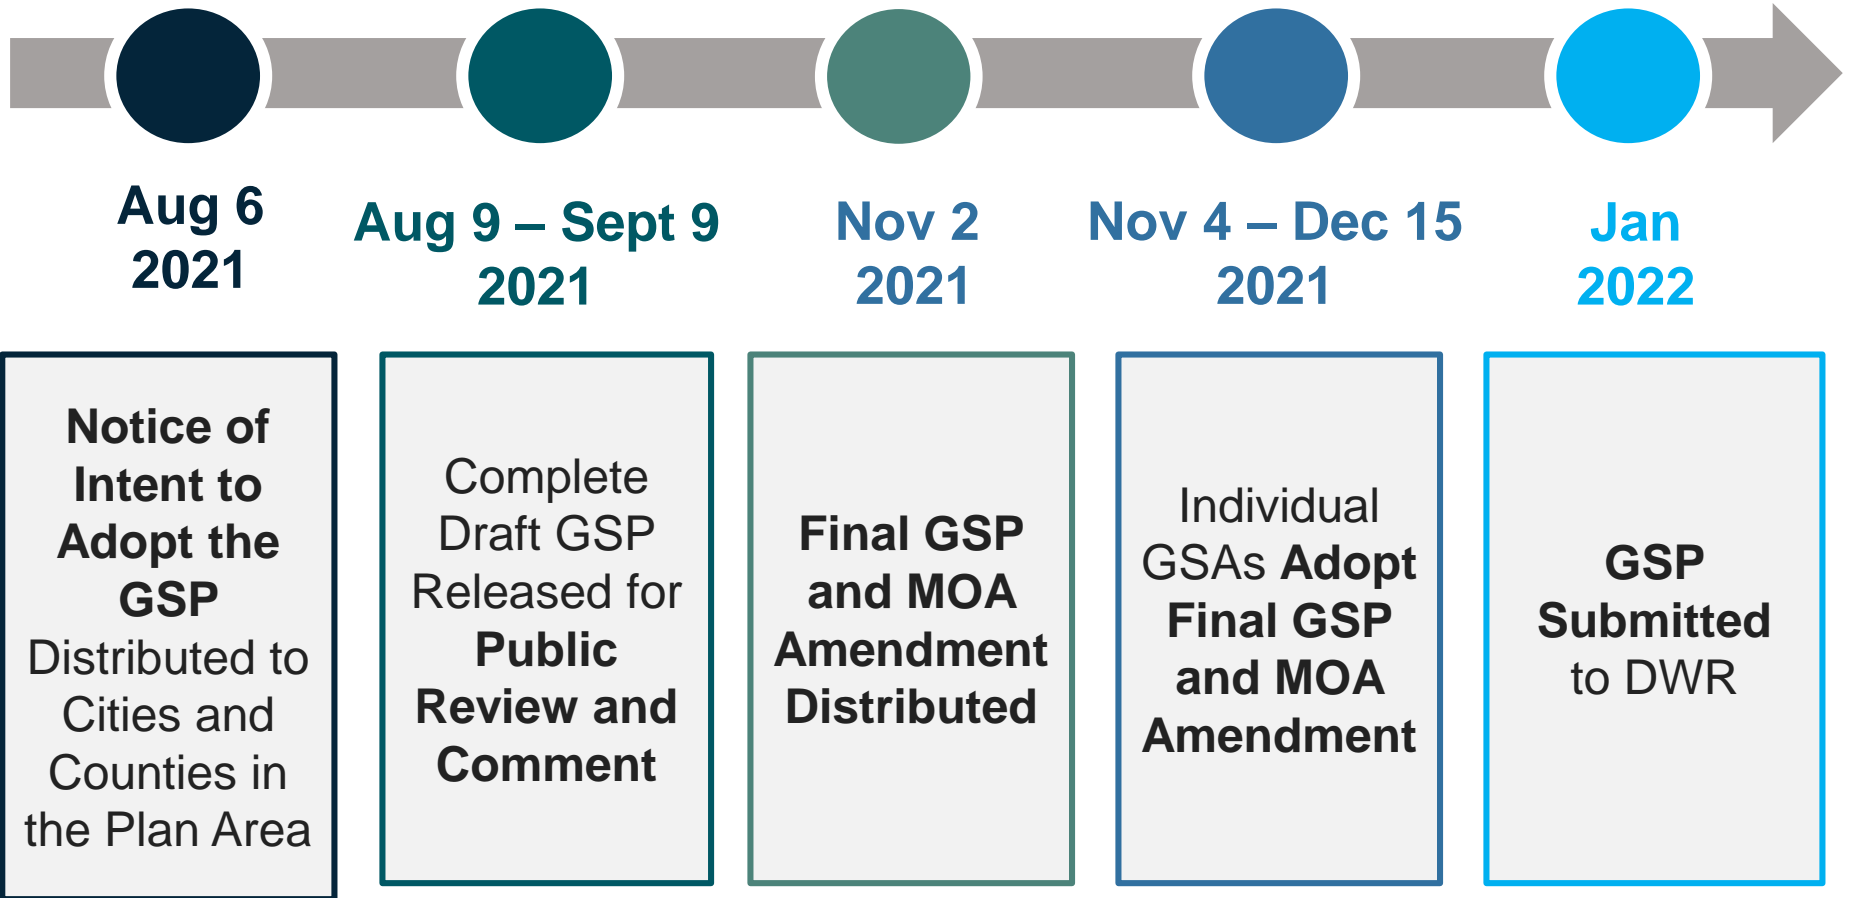 Aug 6
2021
Notice of
Intent to
Adopt the
GSP
Distributed to
Cities and
Counties in
the Plan Area
Aug 9 – Sept 9
2021
Complete
Draft GSP
Released for
Public
Review and
Comment
Nov 2
2021
Final GSP
and MOA
Amendment
Distributed
Nov 4 – Dec 15
2021
Individual
GSAs Adopt
Final GSP
and MOA
Amendment
Jan
2022
GSP
Submitted
to DWR